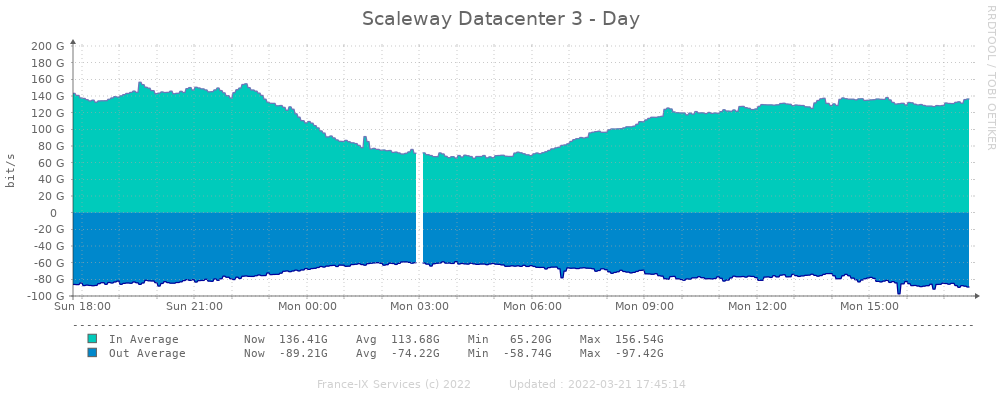 Scaleway Datacenter 3 - Day
RRDTOOL / TOBI OETIKER
bit/s
200 G
180 G
160 G
140 G
120 G
100 G
80 G
60 G
40 G
20 G
0
-20 G
-40 G
-60 G
-80 G
-100 G
Sun 18:00 Sun 21:00 Mon 00:00 Mon 03:00 Mon 06:00 Mon 09:00 Mon 12:00 Mon 15:00
In Average Now 136.41G Avg 113.68G Min 65.20G Max 156.54G
Out Average Now -89.21G Avg -74.22G Min -58.74G Max -97.42G
France-IX Services (c) 2022 Updated : 2022-03-21 17:45:14